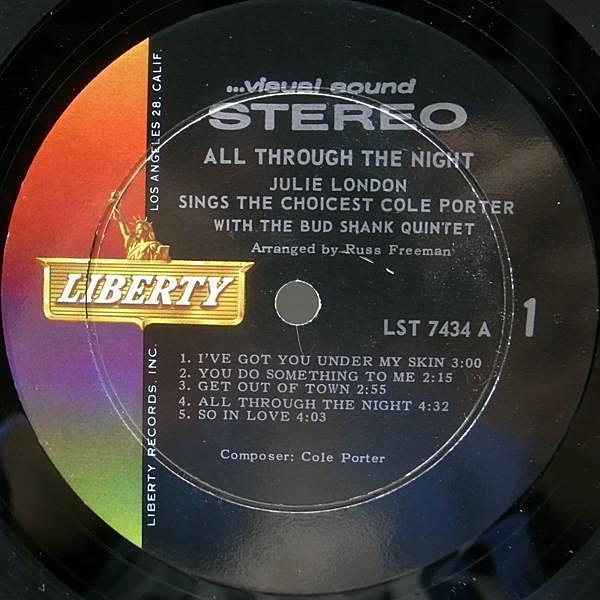 ...visual sound
STEREO
ALL THROUGH THE NIGHT
JULIE LONDON
SINGS THE CHOICEST COLE PORTER
WITH THE BUD SHANK QUINTET
Arranged by Russ Freeman
LIBERTY
LST 7434 A 1
1. I'VE GOT YOU UNDER MY SKIN 3:00
2. YOU DO SOMETHING TO ME 2:15
3. GET OUT OF TOWN 2:55
4. ALL THROUGH THE NIGHT 4:32
5. SO IN LOVE 4:03
Composer: Cole Porter
LIBERTY RECORDS, INC.
LOS ANGELES 28, CALIF.